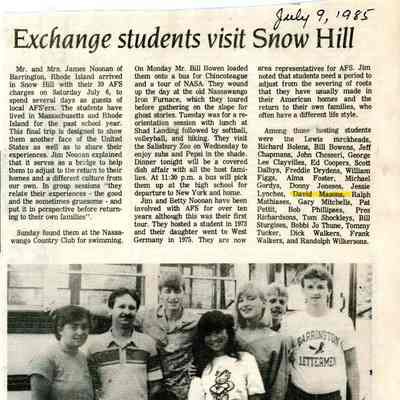 July 9, 1985
Exchange students visit Snow Hill
Mr. and Mrs. James Noonan of
Barrington, Rhode Island arrived
in Snow Hill with their 39 AFS
charges on Saturday July 6, to
spend several days as guests of
local AFS'ers. The students have
lived in Massachusetts and Rhode
Island for the past school year.
This final trip is designed to show
them another face of the United
States as well as to share their
experiences. Jim Noonan explained
that it serves as a bridge to help
them to adjust to the return to their
homes and a different culture from
our own. In group sessions "they
relate their experiences - the good
and the sometimes gruesome - and
put it in perspective before return-
ing to their own families".
Sunday found them at the Nassa-
wango Country Club for swimming.
On Monday Mr. Bill Bowen loaded
them onto a bus for Chincoteague
and a tour of NASA. They wound
up the day at the old Nassawango
Iron Furnace, which they toured
before gathering on the slope for
ghost stories. Tuesday was for a re-
orientation session with lunch at
Shad Landing followed by softball,
volleyball, and hiking. They visit
the Salisbury Zoo on Wednesday to
enjoy subs and Pepsi in the shade.
Dinner tonight will be a covered
dish affair with all the host fami-
lies. At 11:30 p.m. a bus will pick
them up at the high school for
departure to New York and home.
Jim and Betty Noonan have been
involved with AFS for over ten
years although this was their first
tour. They hosted a student in 1973
and their daughter went to West
Germany in 1975. They are now
area representatives for AFS. Jim
noted that students need a period to
adjust from the severing of roots
that they have usually made in
their American homes and the
return to their own families, who
often have a different life style.
Among those hosting students
were the Lewis
Richard Bolens, Bill Bowens, Jeff
Chapmans, John Chessers, George
Lee Clayvilles, Ed Coopers, Scott
Dalbys, Freddie Drydens, William
Figgs, Alma Foster, Michael
Gordys, Donny Joneses, Jessie
Lynches, David Masons, Ralph
Mathiases, Gary Mitchells, Pat
Pettit, Bob Phillipses, Pres
Richardsons, Tom Shockleys, Bill
Sturgises, Bobbi Jo Thune, Tommy
Tucker, Dick Walkers, Frank
Walkers, and Randolph Wilkersons.
BARRINGTON
LETTERMEN